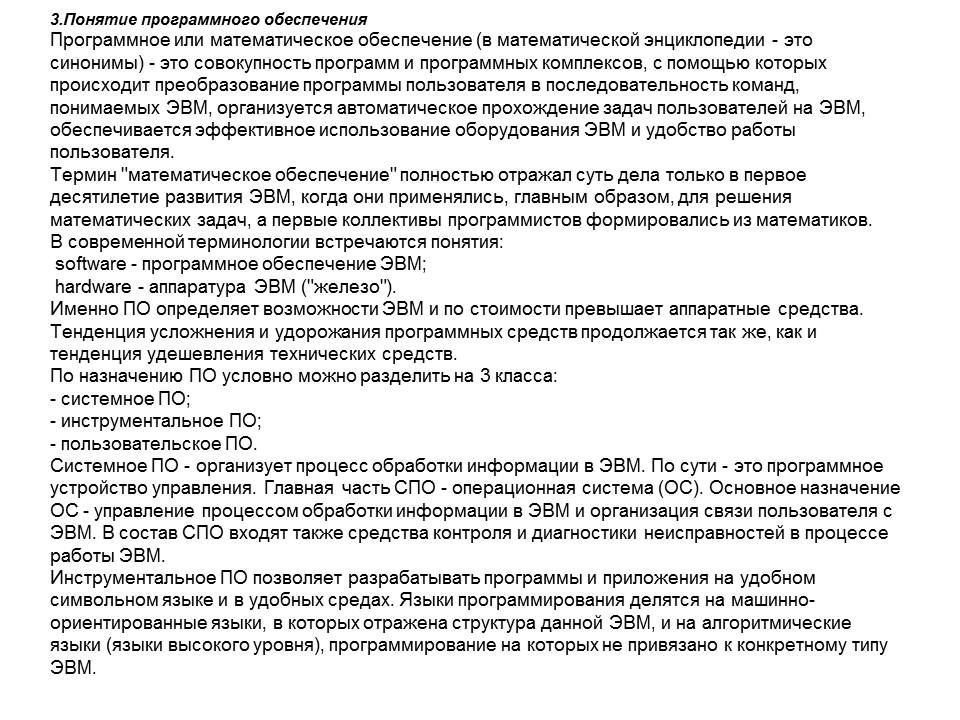 3.Понятие программного обеспечения
Программное или математическое обеспечение (в математической энциклопедии - это
синонимы) - это совокупность программ и программных комплексов, с помощью которых
происходит преобразование программы пользователя в последовательность команд,
понимаемых ЭВМ, организуется автоматическое прохождение задач пользователей на ЭВМ,
обеспечивается эффективное использование оборудования ЭВМ и удобство работы
пользователя.
Термин "математическое обеспечение" полностью отражал суть дела только в первое
десятилетие развития ЭВМ, когда они применялись, главным образом, для решения
математических задач, а первые коллективы программистов формировались из математиков.
В современной терминологии встречаются понятия:
software - программное обеспечение ЭВМ;
hardware - аппаратура ЭВМ ("железо").
Именно ПО определяет возможности ЭВМ и по стоимости превышает аппаратные средства.
Тенденция усложнения и удорожания программных средств продолжается так же, как и
тенденция удешевления технических средств.
По назначению ПО условно можно разделить на 3 класса:
- системное ПО;
- инструментальное ПО;
- пользовательское ПО.
Системное ПО - организует процесс обработки информации в ЭВМ. По сути - это программное
устройство управления. Главная часть СПО - операционная система (ОС). Основное назначение
ОС - управление процессом обработки информации в ЭВМ и организация связи пользователя с
ЭВМ. В состав СПО входят также средства контроля и диагностики неисправностей в процессе
работы ЭВМ.
Инструментальное ПО позволяет разрабатывать программы и приложения на удобном
символьном языке и в удобных средах. Языки программирования делятся на машинно-
ориентированные языки, в которых отражена структура данной ЭВМ, и на алгоритмические
языки (языки высокого уровня), программирование на которых не привязано к конкретному типу
ЭВМ.